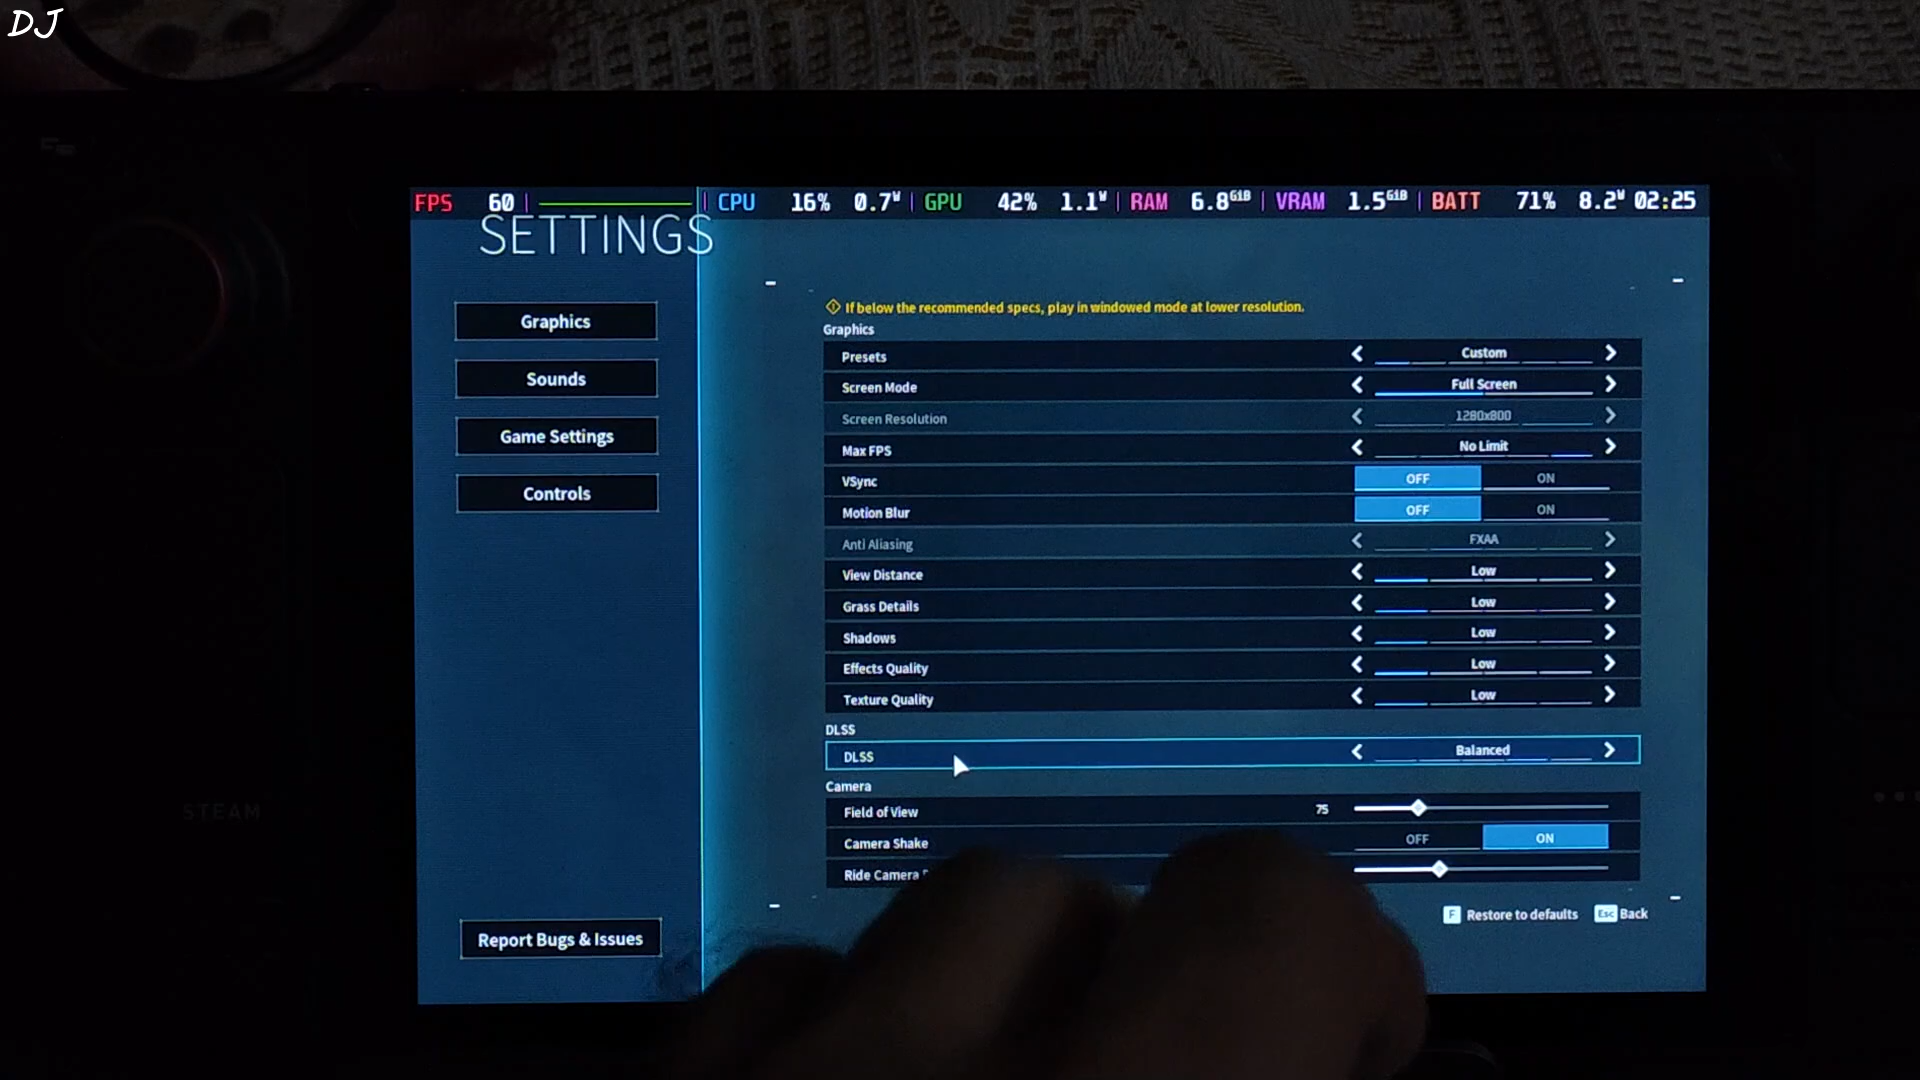 DJ
FPS 60 CPU 16% 0.7W GPU 42% 1.1W RAM 6.8GiB VRAM 1.5GiB BATT 71% 8.2W 02:25
SETTINGS
Graphics
Sounds
Game Settings
Controls
Report Bugs & Issues
If below the recommended specs, play in windowed mode at lower resolution.
Graphics
Presets Custom
Screen Mode Full Screen
Screen Resolution 1280x800
Max FPS No Limit
VSync OFF ON
Motion Blur OFF ON
Anti Aliasing FXAA
View Distance Low
Grass Details Low
Shadows Low
Effects Quality Low
Texture Quality Low
DLSS
DLSS Balanced
Camera
Field of View 75
Camera Shake OFF ON
Ride Camera
F Restore to defaults Esc Back
STEAM